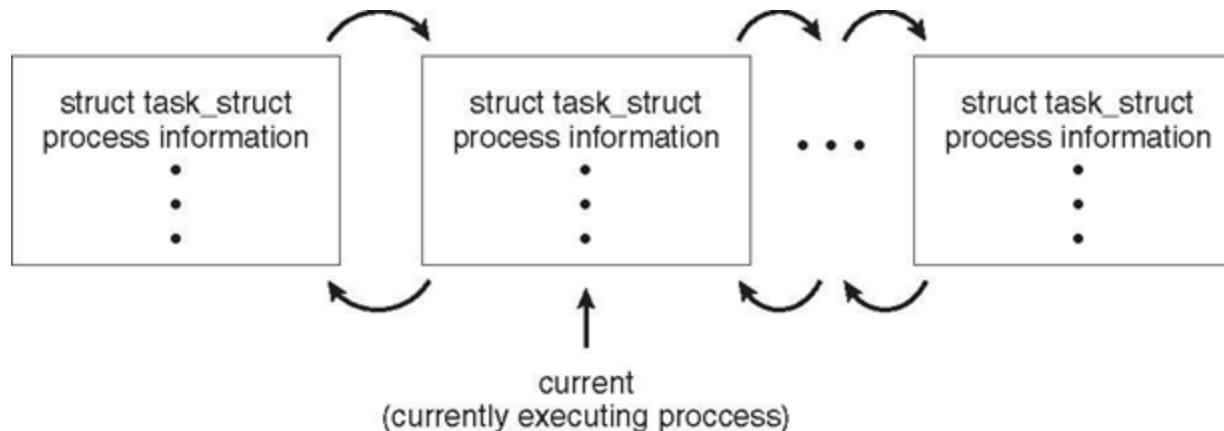 struct task_struct
process information
struct task_struct
process information
struct task_struct
process information
current
(currently executing proccess)